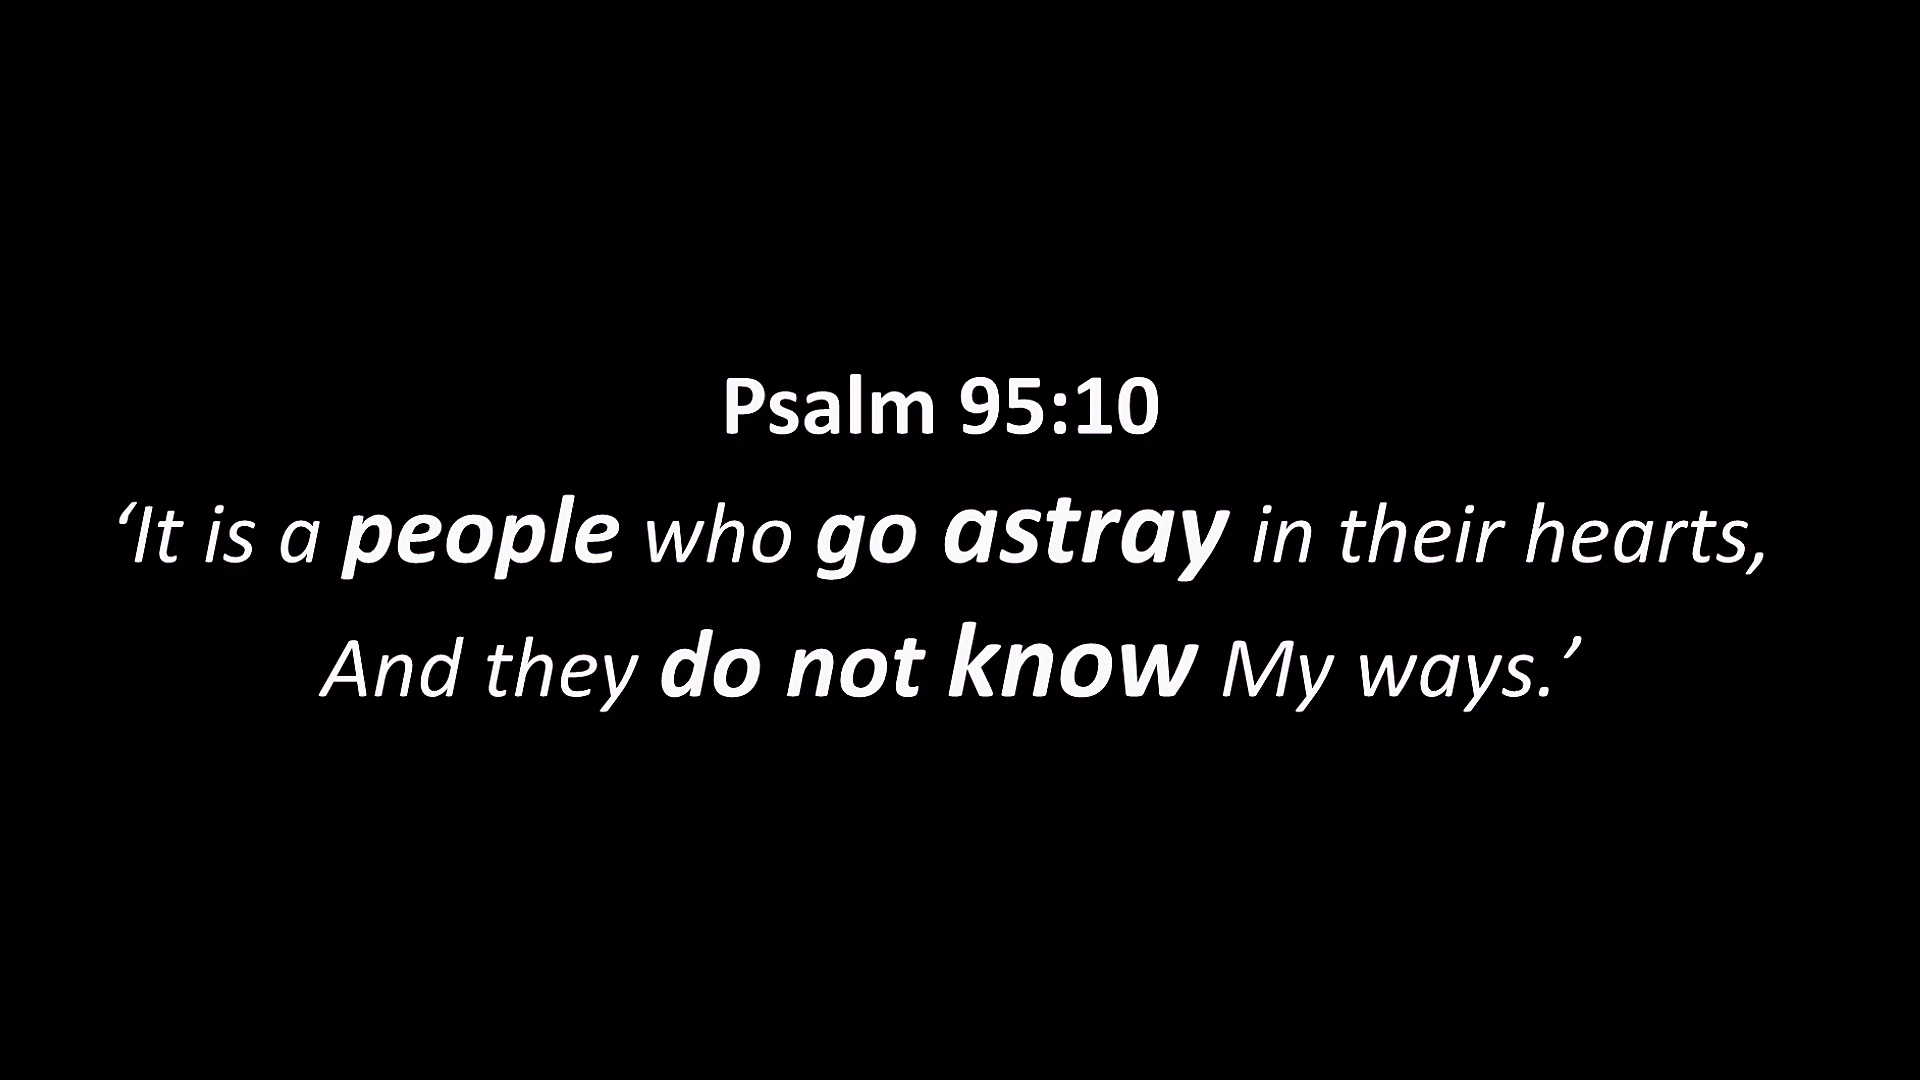 Psalm 95:10
‘It is a people who go astray in their hearts,
And they do not know My ways.’